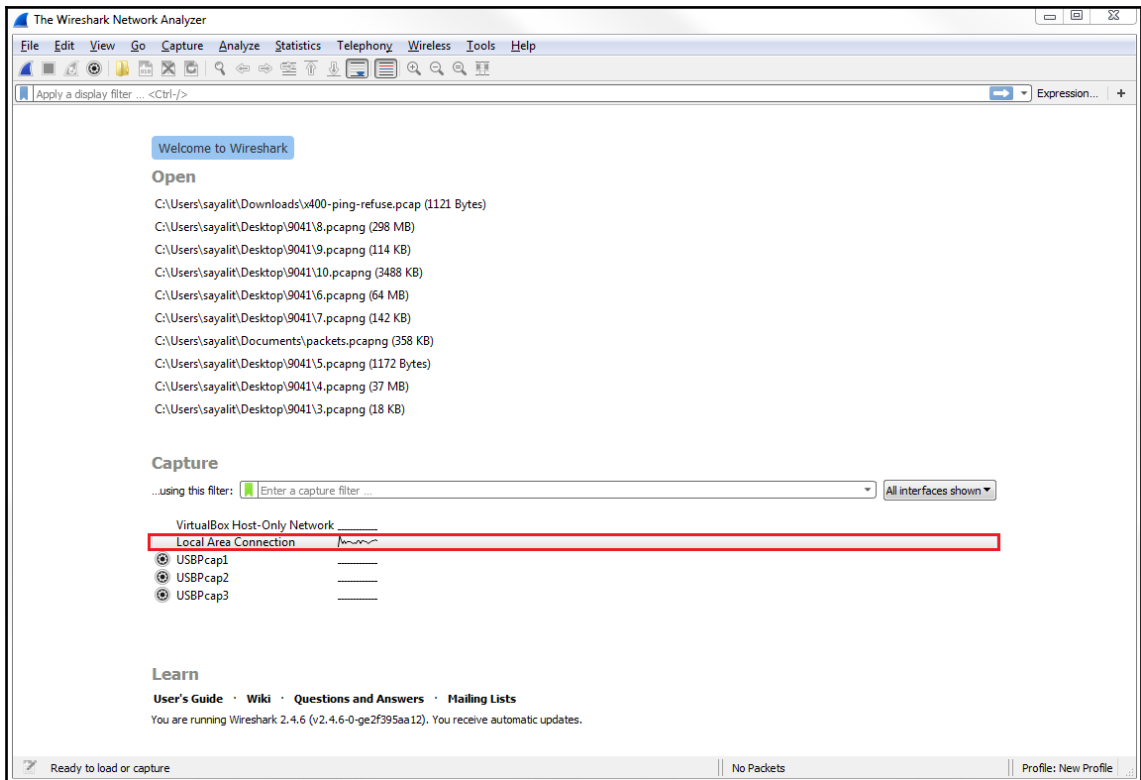 The Wireshark Network Analyzer
File Edit View Go Capture Analyze Statistics Telephony Wireless Tools Help
Apply a display filter ... <Ctrl-/> Expression... +
Welcome to Wireshark
Open
C:\Users\sayalit\Downloads\x400-ping-refuse.pcap (1121 Bytes)
C:\Users\sayalit\Desktop\9041\8.pcapng (298 MB)
C:\Users\sayalit\Desktop\9041\9.pcapng (114 KB)
C:\Users\sayalit\Desktop\9041\10.pcapng (3488 KB)
C:\Users\sayalit\Desktop\9041\6.pcapng (64 MB)
C:\Users\sayalit\Desktop\9041\7.pcapng (142 KB)
C:\Users\sayalit\Documents\packets.pcapng (358 KB)
C:\Users\sayalit\Desktop\9041\5.pcapng (1172 Bytes)
C:\Users\sayalit\Desktop\9041\4.pcapng (37 MB)
C:\Users\sayalit\Desktop\9041\3.pcapng (18 KB)
Capture
...using this filter: Enter a capture filter ... All interfaces shown
VirtualBox Host-Only Network
Local Area Connection
USBPcap1
USBPcap2
USBPcap3
Learn
User's Guide · Wiki · Questions and Answers · Mailing Lists
You are running Wireshark 2.4.6 (v2.4.6-0-ge2f395aa12). You receive automatic updates.
Ready to load or capture No Packets Profile: New Profile